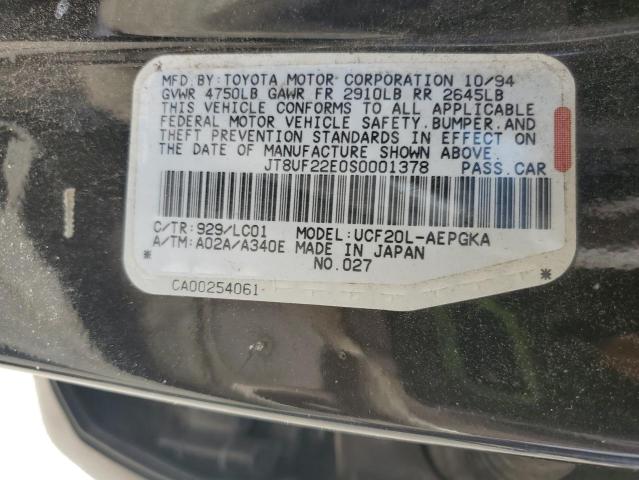 MFD.BY:TOYOTA MOTOR CORPORATION 10/94
GVWR 4750LB GAWR FR 2910LB RR 2645LB
THIS VEHICLE CONFORMS TO ALL APPLICABLE
FEDERAL MOTOR VEHICLE SAFETY,BUMPER,AND
THEFT PREVENTION STANDARDS IN EFFECT ON
THE DATE OF MANUFACTURE SHOWN ABOVE.
JT8UF22E0S0001378 PASS.CAR
C/TR:929/LC01 MODEL:UCF20L-AEPGKA
A/TM:A02A/A340E MADE IN JAPAN
NO.027
CA00254061